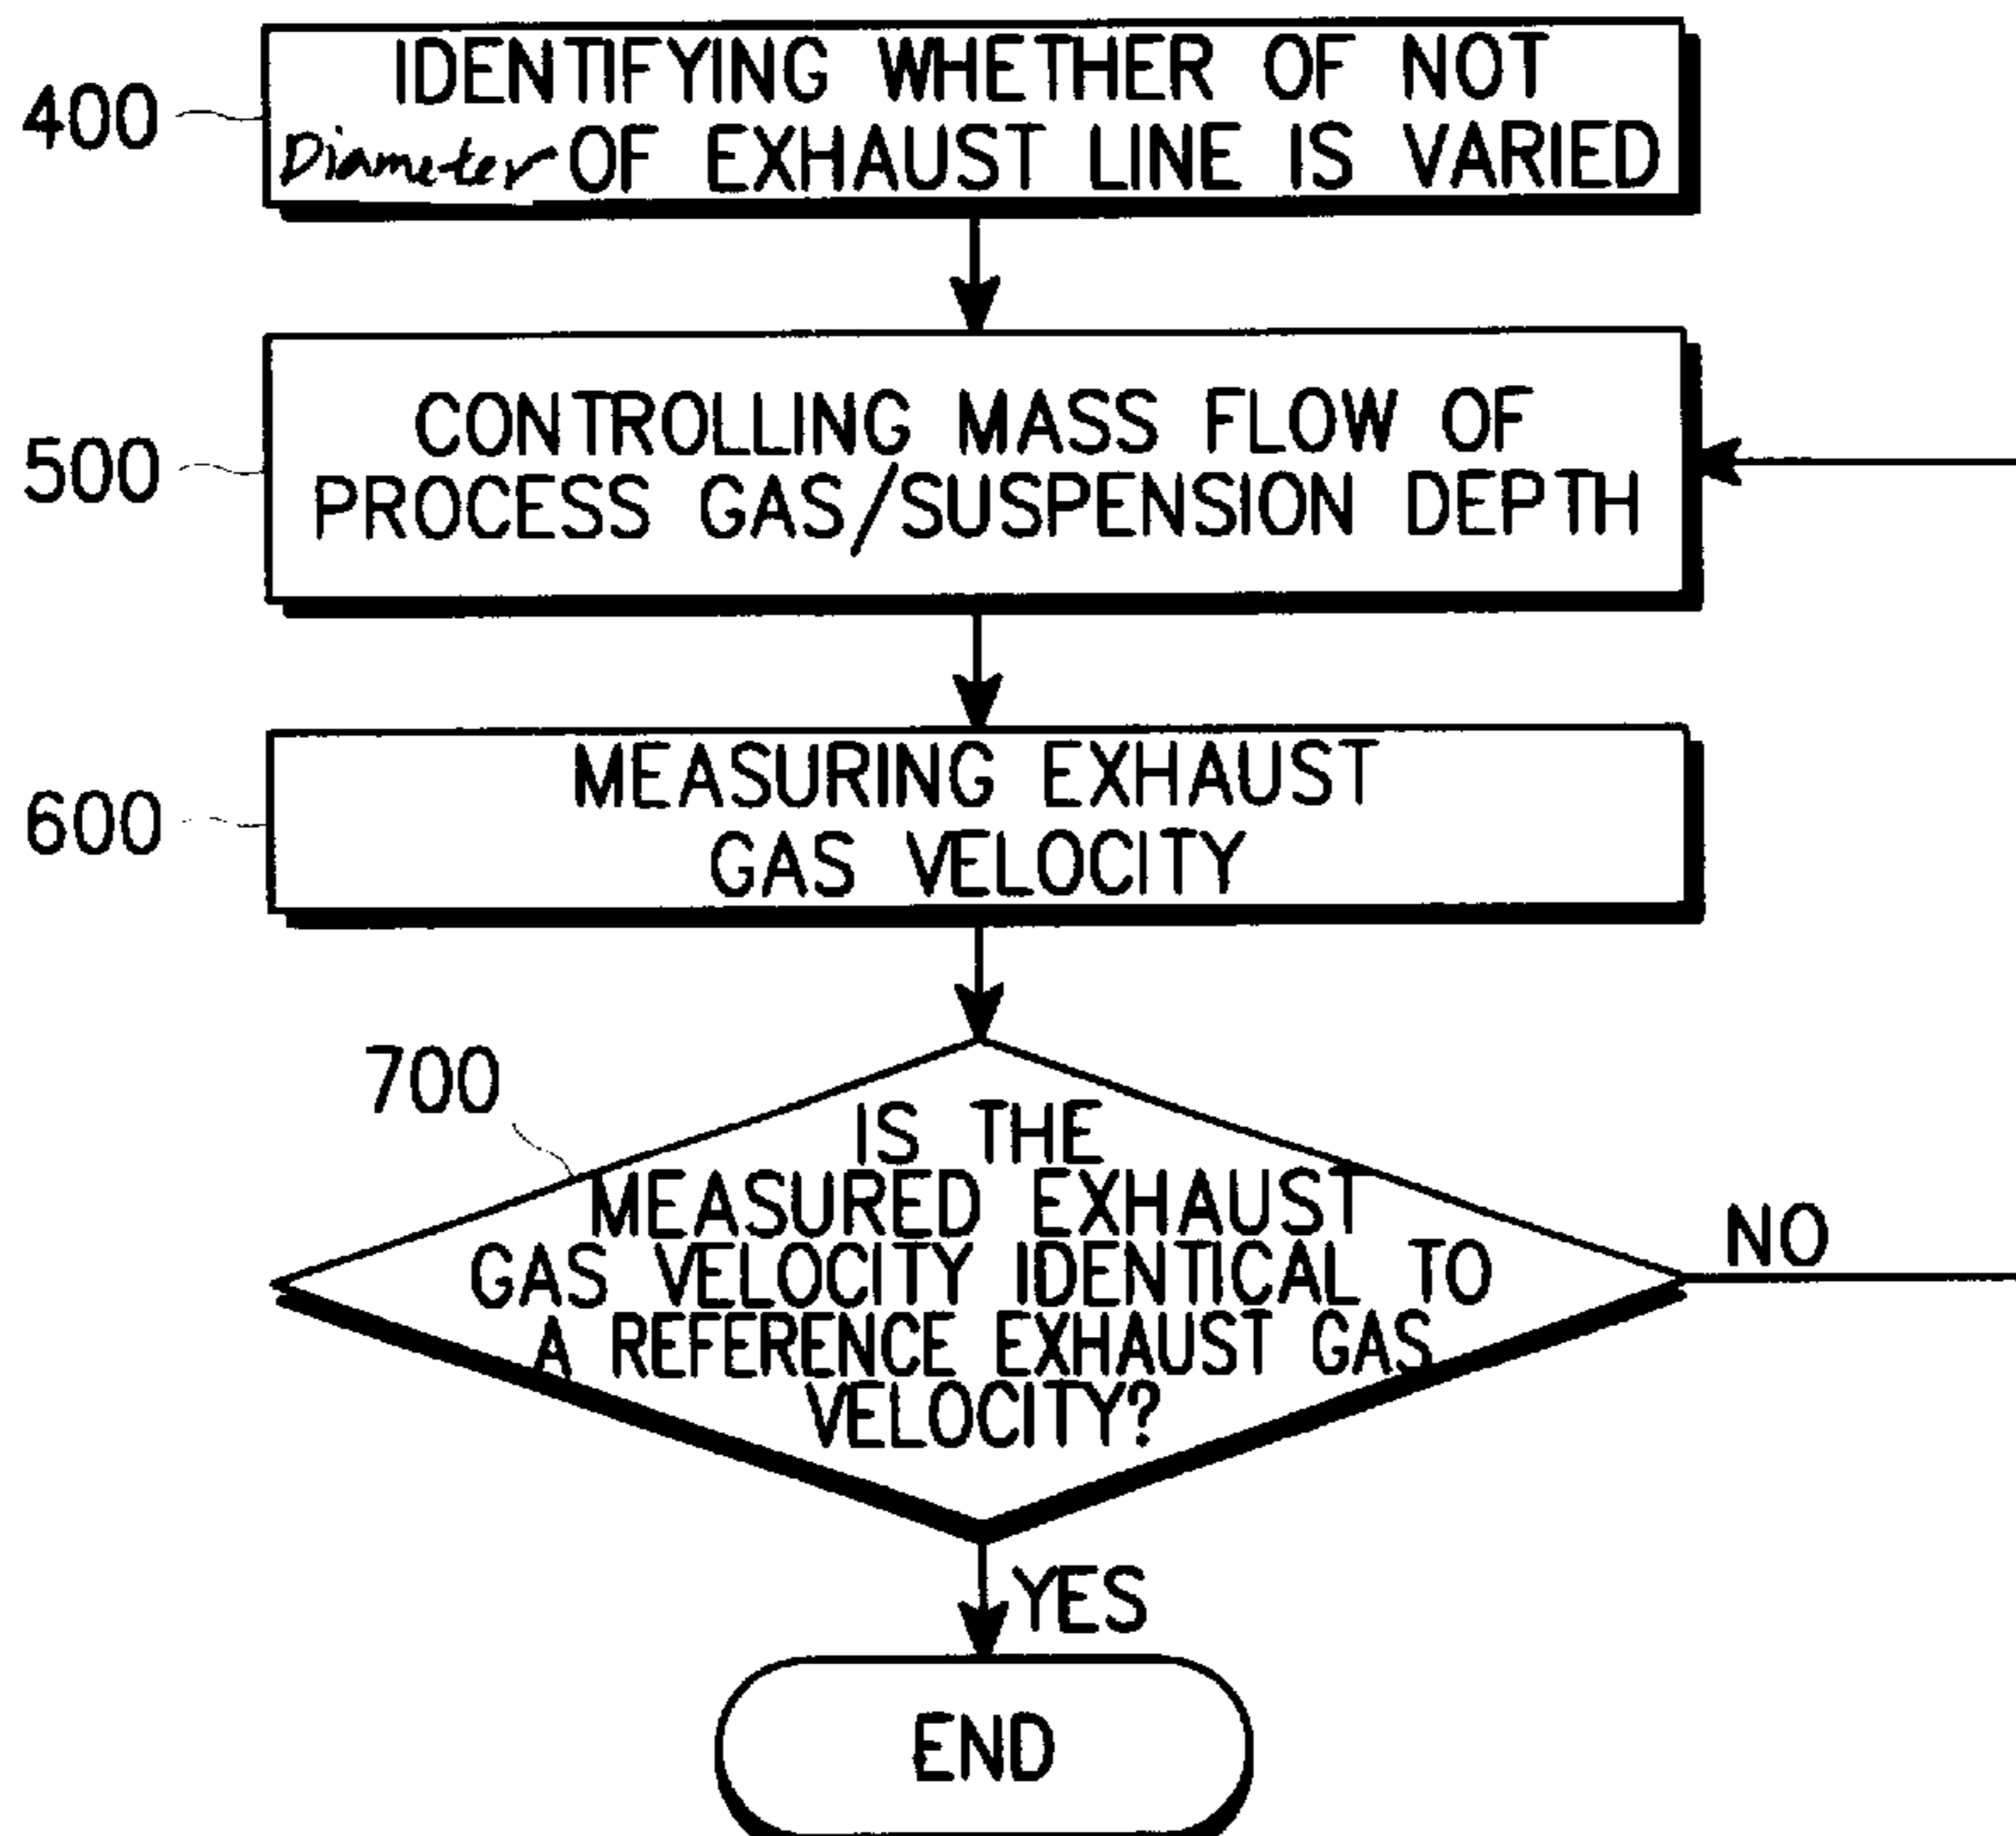 IDENTIFYING WHETHER OF NOT
400
Diameter OF EXHAUST LINE IS VARIED
CONTROLLING MASS FLOW OF
500
PROCESS GAS/SUSPENSION DEPTH
MEASURING EXHAUST
600
GAS VELOCITY
700
IS THE
MEASURED EXHAUST
GAS VELOCITY IDENTICAL TO
NO
A REFERENCE EXHAUST GAS
VELOCITY?
YES
END